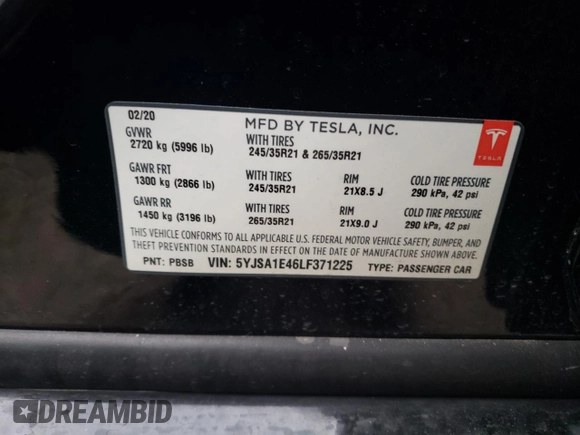 02/20
MFD BY TESLA, INC.
GVWR
2720 kg (5996 lb)
WITH TIRES
245/35R21 & 265/35R21
TESLA
GAWR FRT
1300 kg (2866 lb)
WITH TIRES
245/35R21
RIM
21X8.5 J
COLD TIRE PRESSURE
290 kPa, 42 psi
GAWR RR
1450 kg (3196 lb)
WITH TIRES
265/35R21
RIM
21X9.0 J
COLD TIRE PRESSURE
290 kPa, 42 psi
THIS VEHICLE CONFORMS TO ALL APPLICABLE U.S. FEDERAL MOTOR VEHICLE SAFETY, BUMPER, AND
THEFT PREVENTION STANDARDS IN EFFECT ON THE DATE OF MANUFACTURE SHOWN ABOVE.
PNT: PBSB VIN: 5YJSA1E46LF371225 TYPE: PASSENGER CAR
DREAMBID